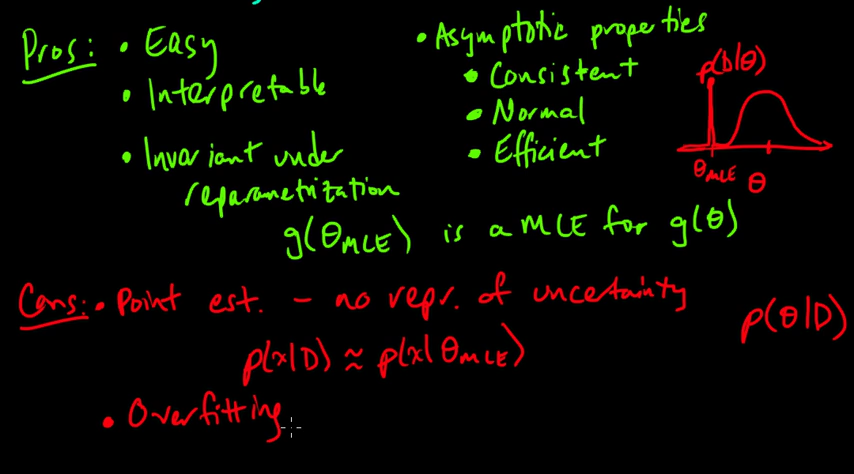 Pros: • Easy
• Interpretable
• Invariant under
reparametrization
• Asymptotic properties
• Consistent
• Normal
• Efficient
p(D|θ)
θMLE
θ
g(θMLE) is a MLE for g(θ)
Cons: • Point est. – no repr. of uncertainty
p(θ|D)
p(x|D) ≈ p(x|θMLE)
• Overfitting